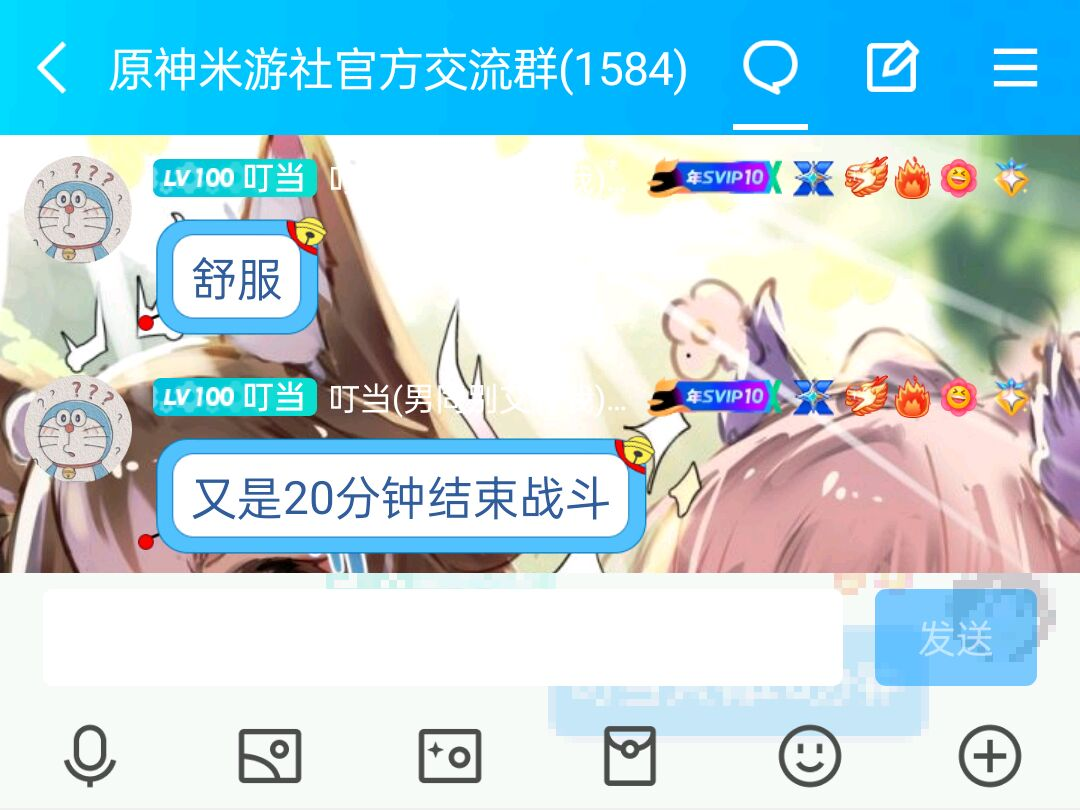 原神米游社官方交流群(1584)
LV100 叮当
年SVIP10
舒服
LV100 叮当 叮当(男
年SVIP10
又是20分钟结束战斗
发送